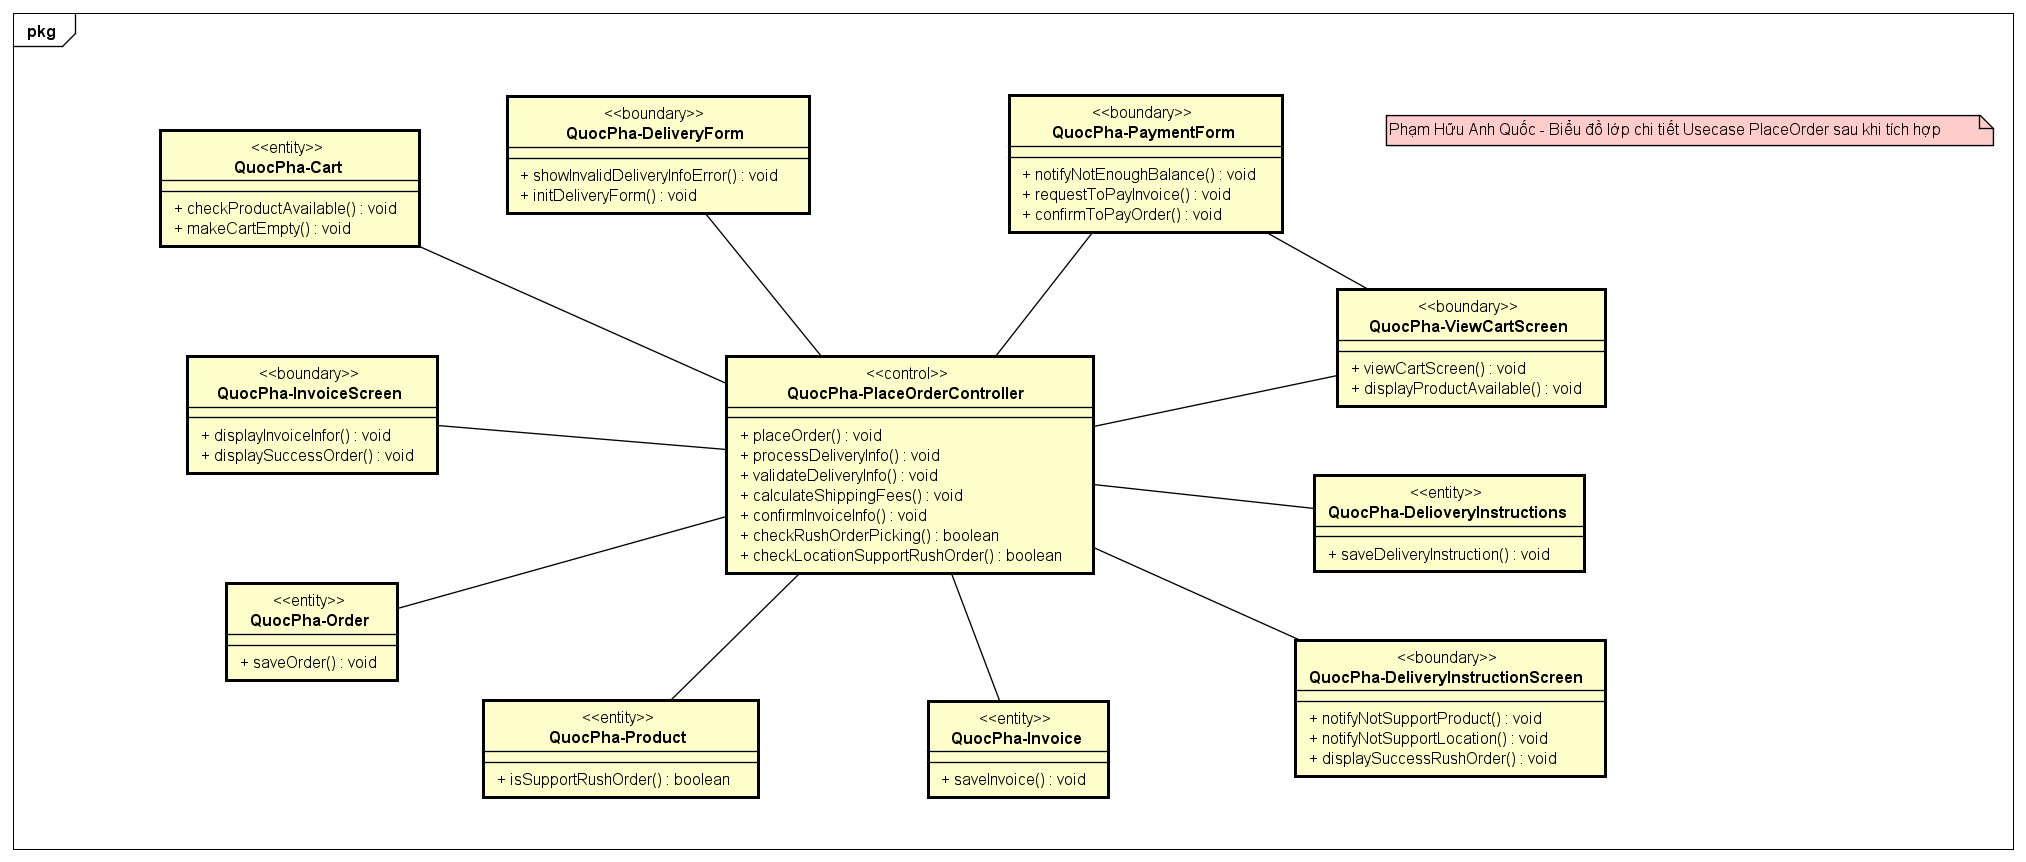 pkg
<<entity>>
QuocPha-Cart
+ checkProductAvailable() : void
+ makeCartEmpty() : void
<<boundary>>
QuocPha-DeliveryForm
+ showInvalidDeliveryInfoError() : void
+ initDeliveryForm() : void
<<boundary>>
QuocPha-PaymentForm
+ notifyNotEnoughBalance() : void
+ requestToPayInvoice() : void
+ confirmToPayOrder() : void
Phạm Hữu Anh Quốc - Biểu đồ lớp chi tiết Usecase PlaceOrder sau khi tích hợp
<<boundary>>
QuocPha-ViewCartScreen
+ viewCartScreen() : void
+ displayProductAvailable() : void
<<boundary>>
QuocPha-InvoiceScreen
+ displayInvoiceInfor() : void
+ displaySuccessOrder() : void
<<control>>
QuocPha-PlaceOrderController
+ placeOrder() : void
+ processDeliveryInfo() : void
+ validateDeliveryInfo() : void
+ calculateShippingFees() : void
+ confirmInvoiceInfo() : void
+ checkRushOrderPicking() : boolean
+ checkLocationSupportRushOrder() : boolean
<<entity>>
QuocPha-DelioveryInstructions
+ saveDeliveryInstruction() : void
<<entity>>
QuocPha-Order
+ saveOrder() : void
<<boundary>>
QuocPha-DeliveryInstructionScreen
+ notifyNotSupportProduct() : void
+ notifyNotSupportLocation() : void
+ displaySuccessRushOrder() : void
<<entity>>
QuocPha-Product
+ isSupportRushOrder() : boolean
<<entity>>
QuocPha-Invoice
+ saveInvoice() : void